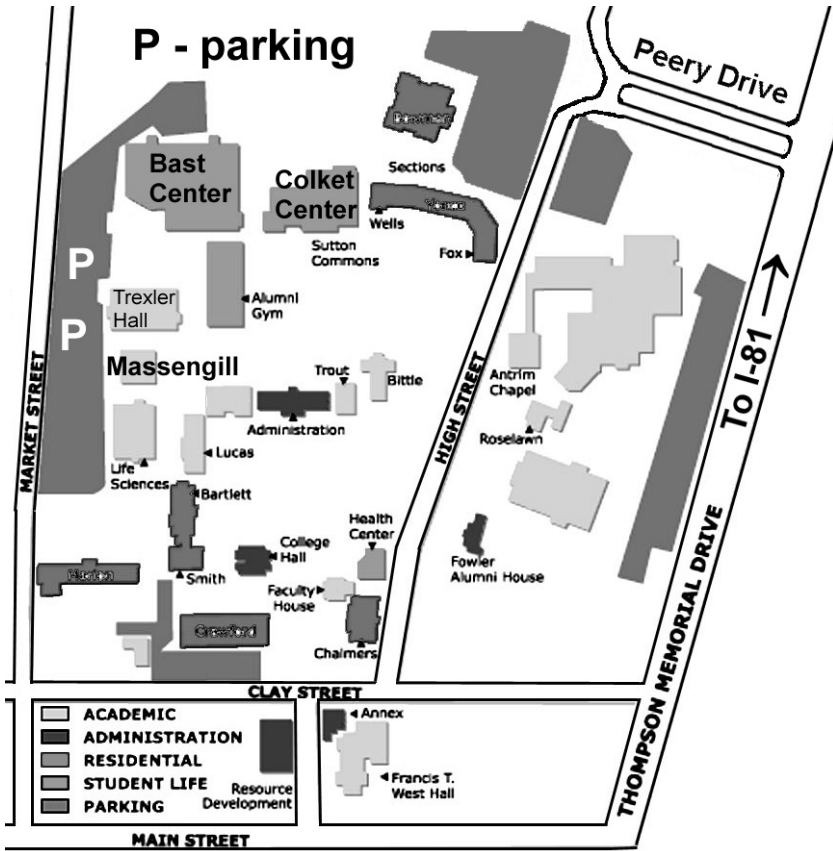 P - parking
Peery Drive
Bast
Center
Colket
Center
Sections
Wells
Fox
Sutton
Commons
P
P
Trexler
Hall
Alumni
Gym
Massengill
Trout
Bittle
Antrim
Chapel
To I-81
MARKET STREET
HIGH STREET
Administration
Roselawn
Lucas
Life
Sciences
Bartlett
Health
Center
College
Hall
Fowler
Alumni House
Smith
Faculty
House
Crawford
Chalmers
THOMPSON MEMORIAL DRIVE
CLAY STREET
ACADEMIC
ADMINISTRATION
RESIDENTIAL
STUDENT LIFE
PARKING
Resource
Development
Annex
Francis T.
West Hall
MAIN STREET